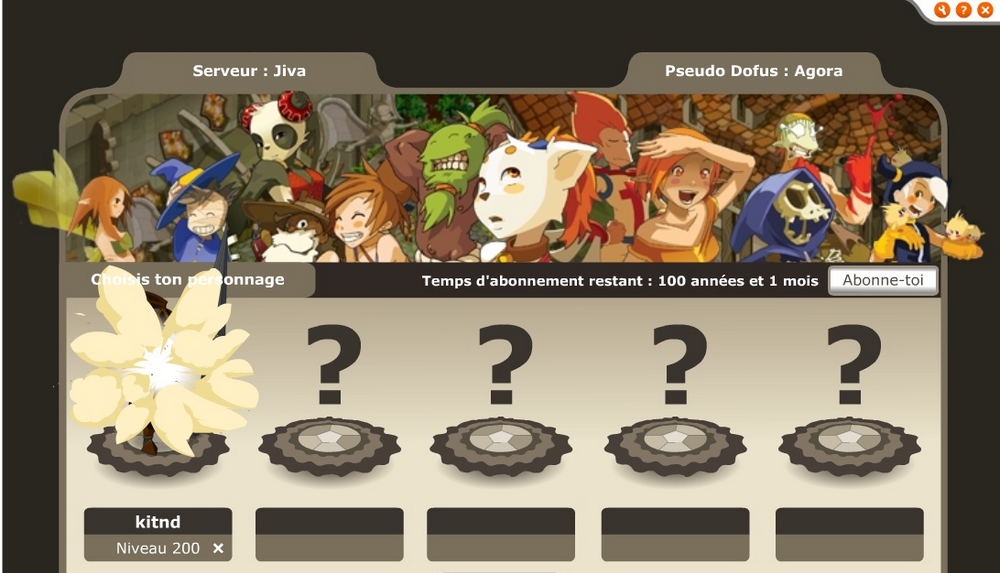 Serveur : Jiva
Pseudo Dofus : Agora
Choisis ton personnage
Temps d'abonnement restant : 100 années et 1 mois
Abonne-toi
? ? ? ?
kitnd
Niveau 200 ×